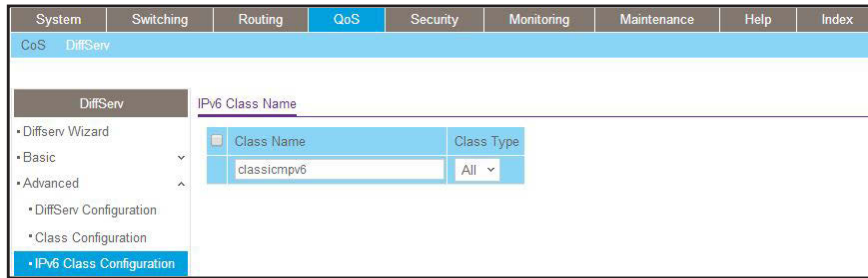 System Switching Routing QoS Security Monitoring Maintenance Help Index
CoS DiffServ
DiffServ
IPv6 Class Name
Diffserv Wizard
Class Name Class Type
Basic
classicmpv6 All
Advanced
DiffServ Configuration
Class Configuration
IPv6 Class Configuration